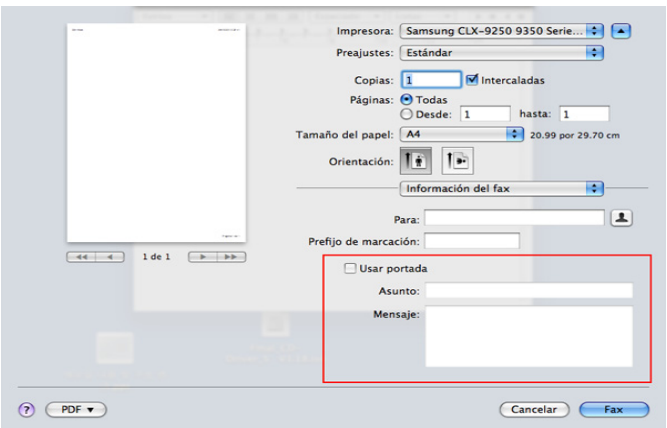 Impresora: Samsung CLX-9250 9350 Serie...
Preajustes: Estándar
Copias: 1 Intercaladas
Páginas: Todas
Desde: 1 hasta: 1
Tamaño del papel: A4 20.99 por 29.70 cm
Orientación:
Información del fax
Para:
Prefijo de marcación:
1 de 1
Usar portada
Asunto:
Mensaje:
? PDF Cancelar Fax